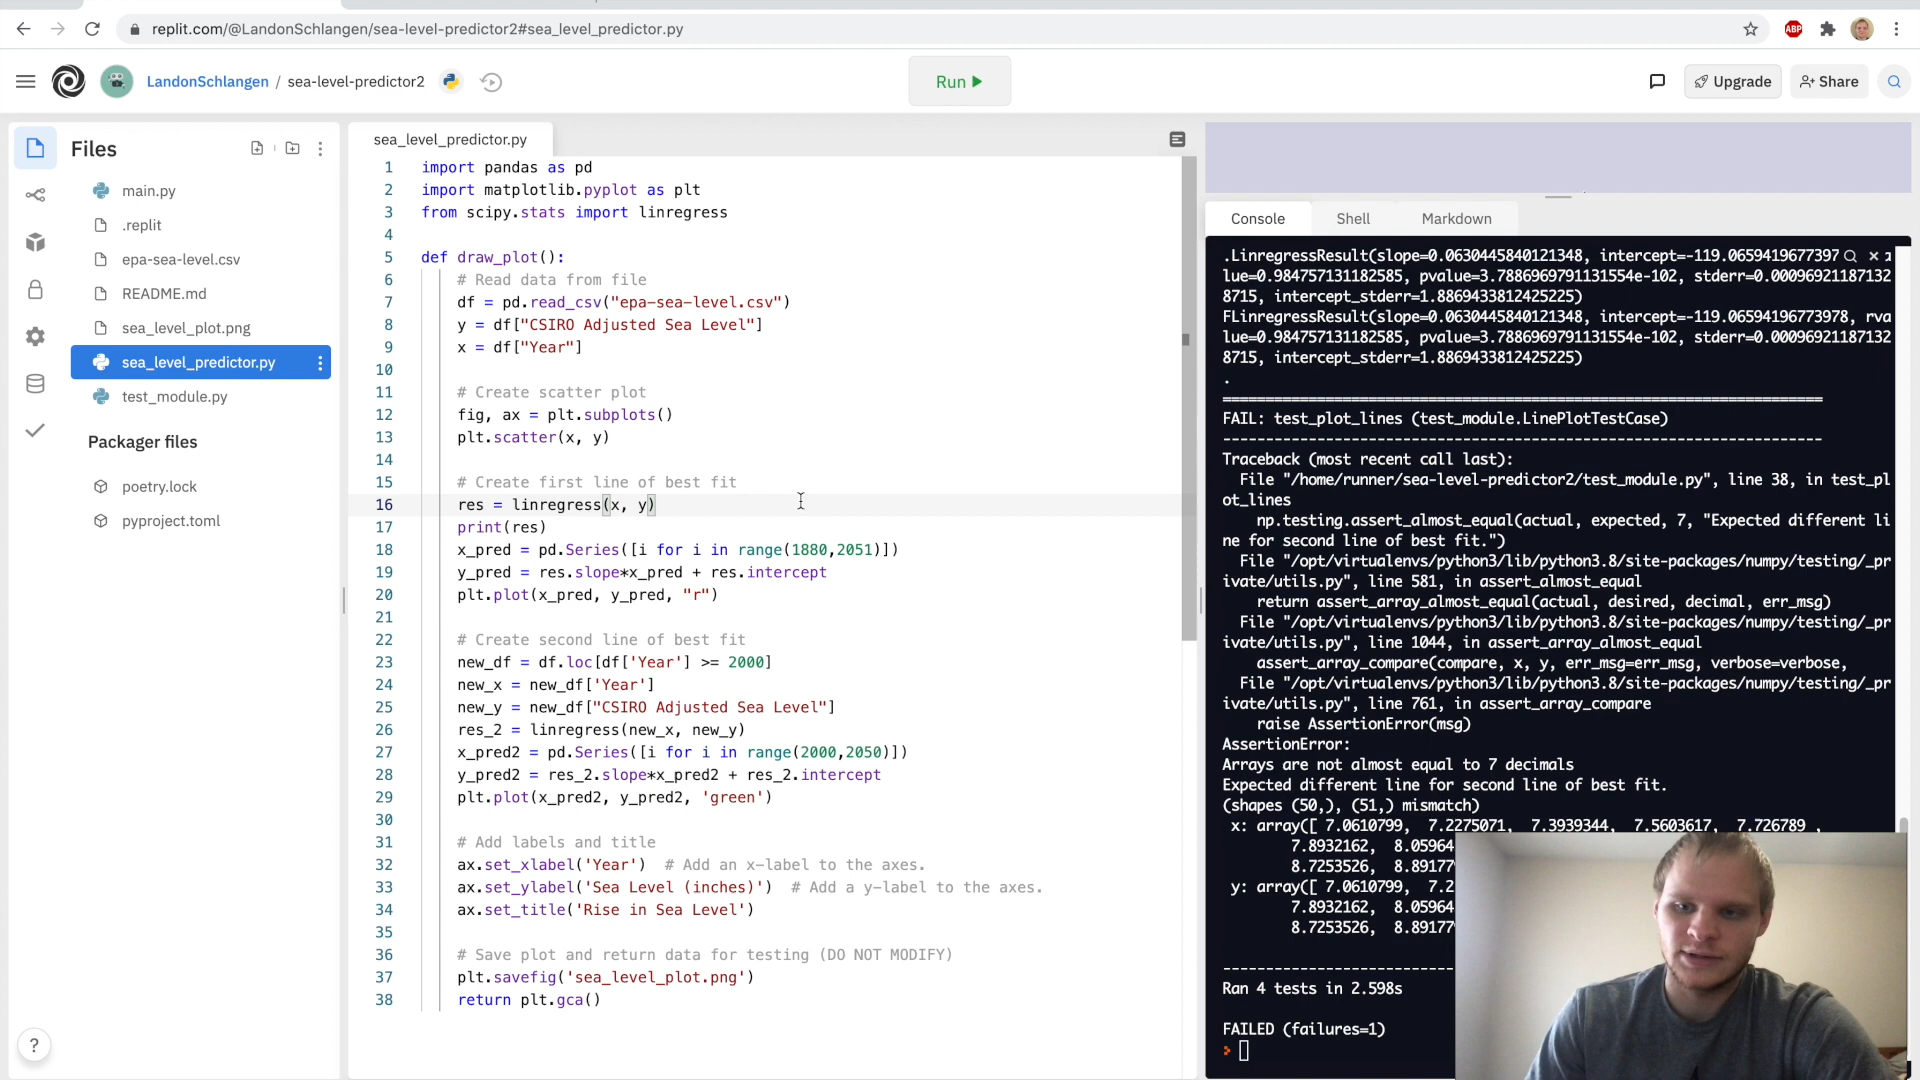 replit.com/@LandonSchlangen/sea-level-predictor2#sea_level_predictor.py
ABP
LandonSchlangen / sea-level-predictor2
Run
Upgrade
Share
Files
main.py
.replit
epa-sea-level.csv
README.md
sea_level_plot.png
sea_level_predictor.py
test_module.py
Packager files
poetry.lock
pyproject.toml
?
sea_level_predictor.py
1 import pandas as pd
2 import matplotlib.pyplot as plt
3 from scipy.stats import linregress
4
5 def draw_plot():
6 # Read data from file
7 df = pd.read_csv("epa-sea-level.csv")
8 y = df["CSIRO Adjusted Sea Level"]
9 x = df["Year"]
10
11 # Create scatter plot
12 fig, ax = plt.subplots()
13 plt.scatter(x, y)
14
15 # Create first line of best fit
16 res = linregress(x, y)
17 print(res)
18 x_pred = pd.Series([i for i in range(1880,2051)])
19 y_pred = res.slope*x_pred + res.intercept
20 plt.plot(x_pred, y_pred, "r")
21
22 # Create second line of best fit
23 new_df = df.loc[df['Year'] >= 2000]
24 new_x = new_df['Year']
25 new_y = new_df["CSIRO Adjusted Sea Level"]
26 res_2 = linregress(new_x, new_y)
27 x_pred2 = pd.Series([i for i in range(2000,2050)])
28 y_pred2 = res_2.slope*x_pred2 + res_2.intercept
29 plt.plot(x_pred2, y_pred2, 'green')
30
31 # Add labels and title
32 ax.set_xlabel('Year')  # Add an x-label to the axes.
33 ax.set_ylabel('Sea Level (inches)')  # Add a y-label to the axes.
34 ax.set_title('Rise in Sea Level')
35
36 # Save plot and return data for testing (DO NOT MODIFY)
37 plt.savefig('sea_level_plot.png')
38 return plt.gca()
Console Shell Markdown
.LinregressResult(slope=0.0630445840121348, intercept=-119.0659419677397
lue=0.984757131182585, pvalue=3.7886969791131554e-102, stderr=0.00096921187132
8715, intercept_stderr=1.8869433812425225)
FLinregressResult(slope=0.0630445840121348, intercept=-119.06594196773978, rva
lue=0.984757131182585, pvalue=3.7886969791131554e-102, stderr=0.00096921187132
8715, intercept_stderr=1.8869433812425225)
.
======================================================================
FAIL: test_plot_lines (test_module.LinePlotTestCase)
----------------------------------------------------------------------
Traceback (most recent call last):
File "/home/runner/sea-level-predictor2/test_module.py", line 38, in test_pl
ot_lines
np.testing.assert_almost_equal(actual, expected, 7, "Expected different li
ne for second line of best fit.")
File "/opt/virtualenvs/python3/lib/python3.8/site-packages/numpy/testing/_pr
ivate/utils.py", line 581, in assert_almost_equal
return assert_array_almost_equal(actual, desired, decimal, err_msg)
File "/opt/virtualenvs/python3/lib/python3.8/site-packages/numpy/testing/_pr
ivate/utils.py", line 1044, in assert_array_almost_equal
assert_array_compare(compare, x, y, err_msg=err_msg, verbose=verbose,
File "/opt/virtualenvs/python3/lib/python3.8/site-packages/numpy/testing/_pr
ivate/utils.py", line 761, in assert_array_compare
raise AssertionError(msg)
AssertionError:
Arrays are not almost equal to 7 decimals
Expected different line for second line of best fit.
(shapes (50,), (51,) mismatch)
x: array([ 7.0610799, 7.2275071, 7.3939344, 7.5603617, 7.726789 ,
7.8932162, 8.05964
8.7253526, 8.89177
y: array([ 7.0610799, 7.2
7.8932162, 8.05964
8.7253526, 8.89177
----------------------
Ran 4 tests in 2.598s
FAILED (failures=1)